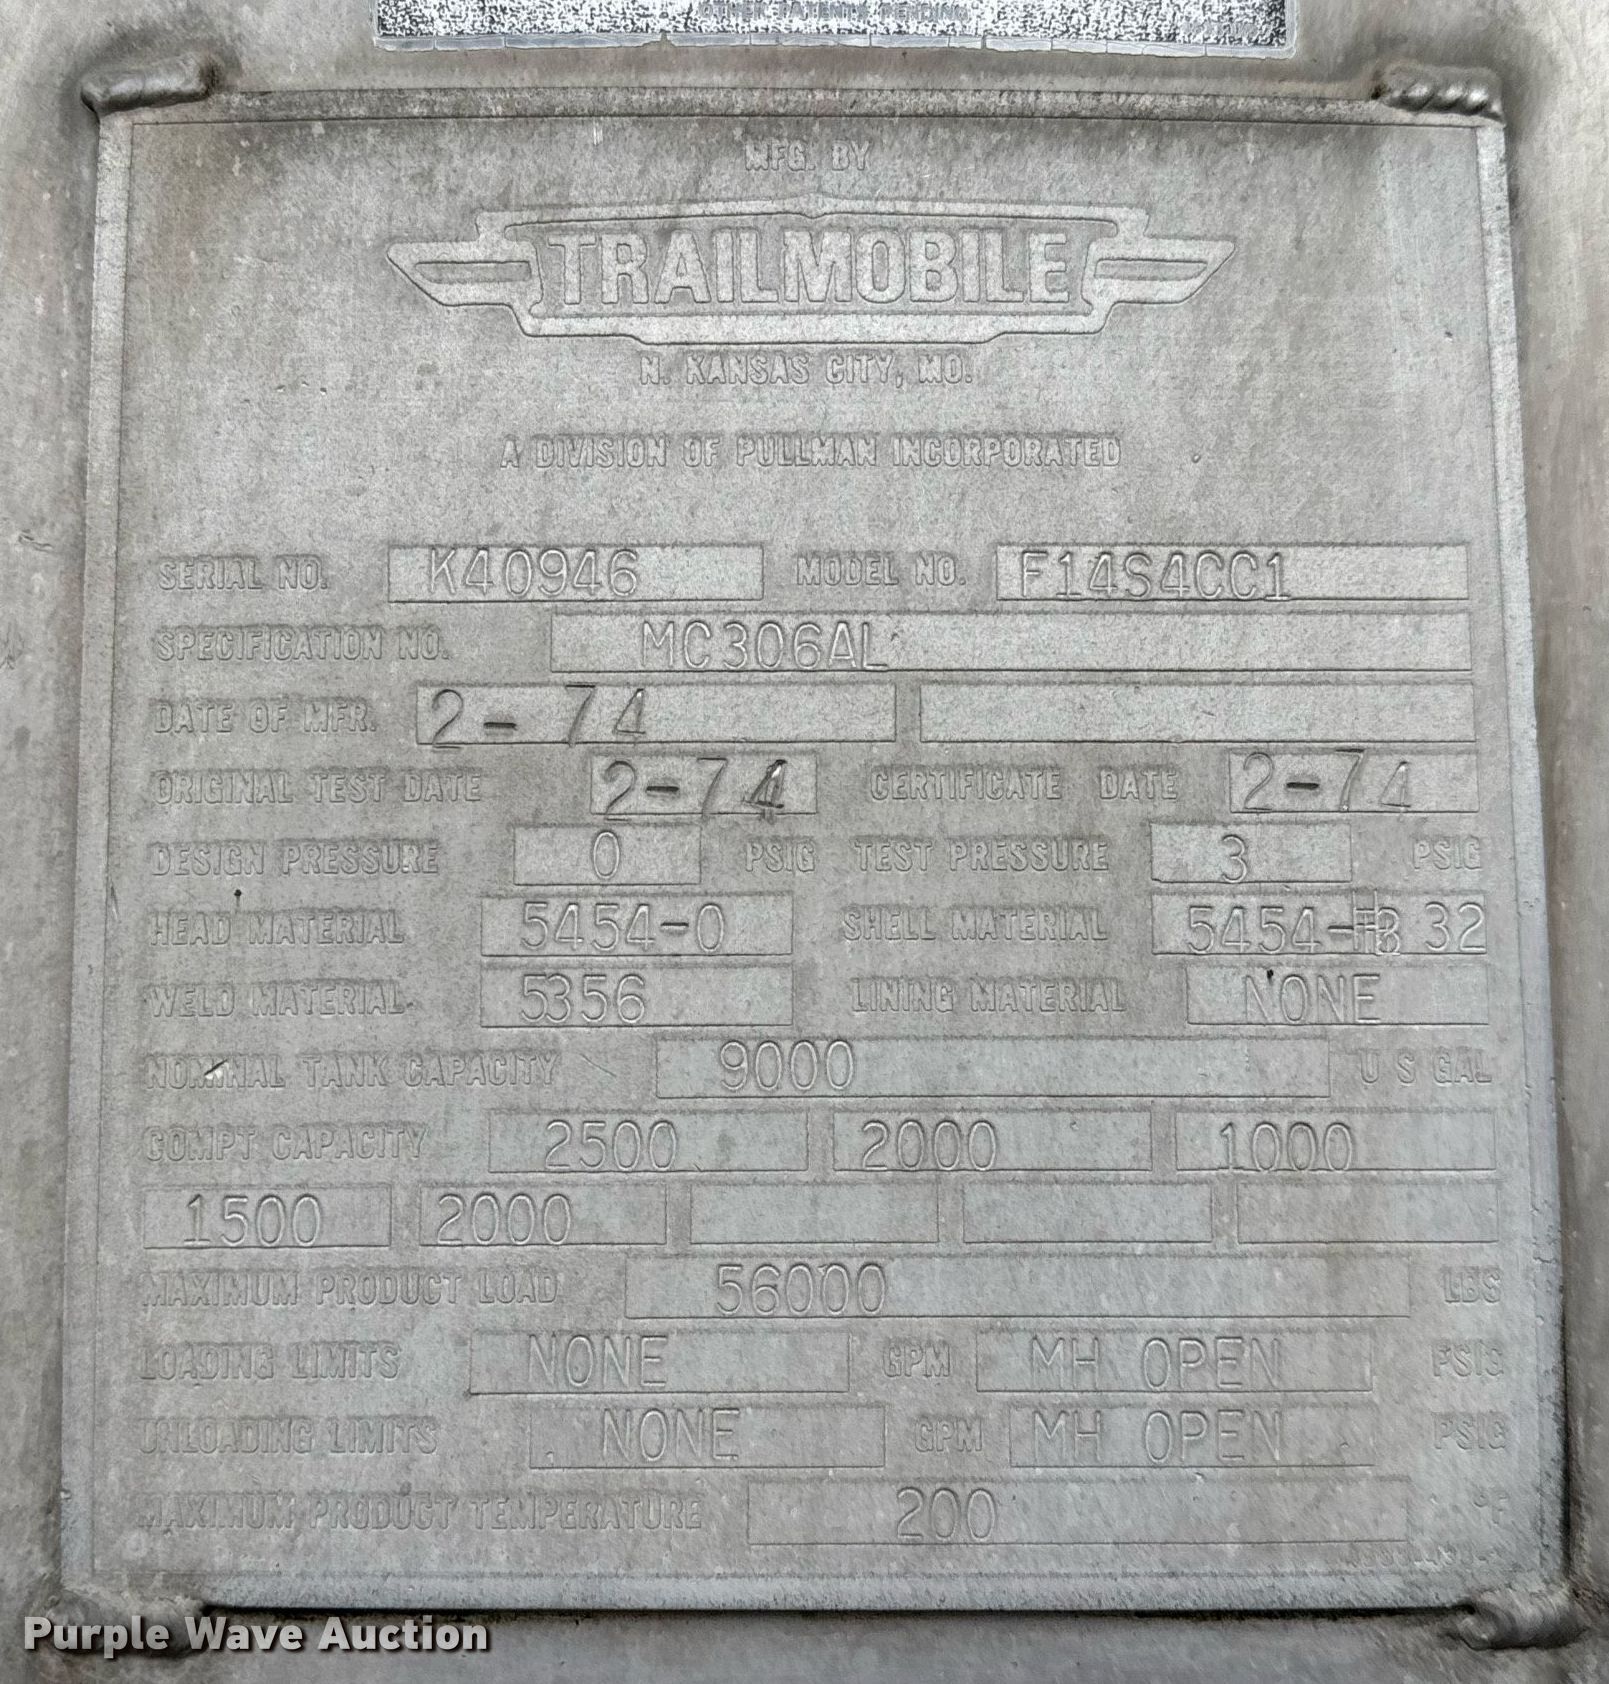 OTHER PATENTS PENDING
MFG. BY
TRAILMOBILE
N. KANSAS CITY, MO.
A DIVISION OF PULLMAN INCORPORATED
SERIAL NO. K40946 MODEL NO. F14S4CC1
SPECIFICATION NO. MC306AL
DATE OF MFR. 2-74
ORIGINAL TEST DATE 2-74 CERTIFICATE DATE 2-74
DESIGN PRESSURE 0 PSIG TEST PRESSURE 3 PSIG
HEAD MATERIAL 5454-0 SHELL MATERIAL 5454-H32
WELD MATERIAL 5356 LINING MATERIAL NONE
NOMINAL TANK CAPACITY 9000 U S GAL
COMPT CAPACITY 2500 2000 1000
1500 2000
MAXIMUM PRODUCT LOAD 56000 LBS
LOADING LIMITS NONE GPM MH OPEN PSIG
UNLOADING LIMITS NONE GPM MH OPEN PSIG
MAXIMUM PRODUCT TEMPERATURE 200 °F
Purple Wave Auction